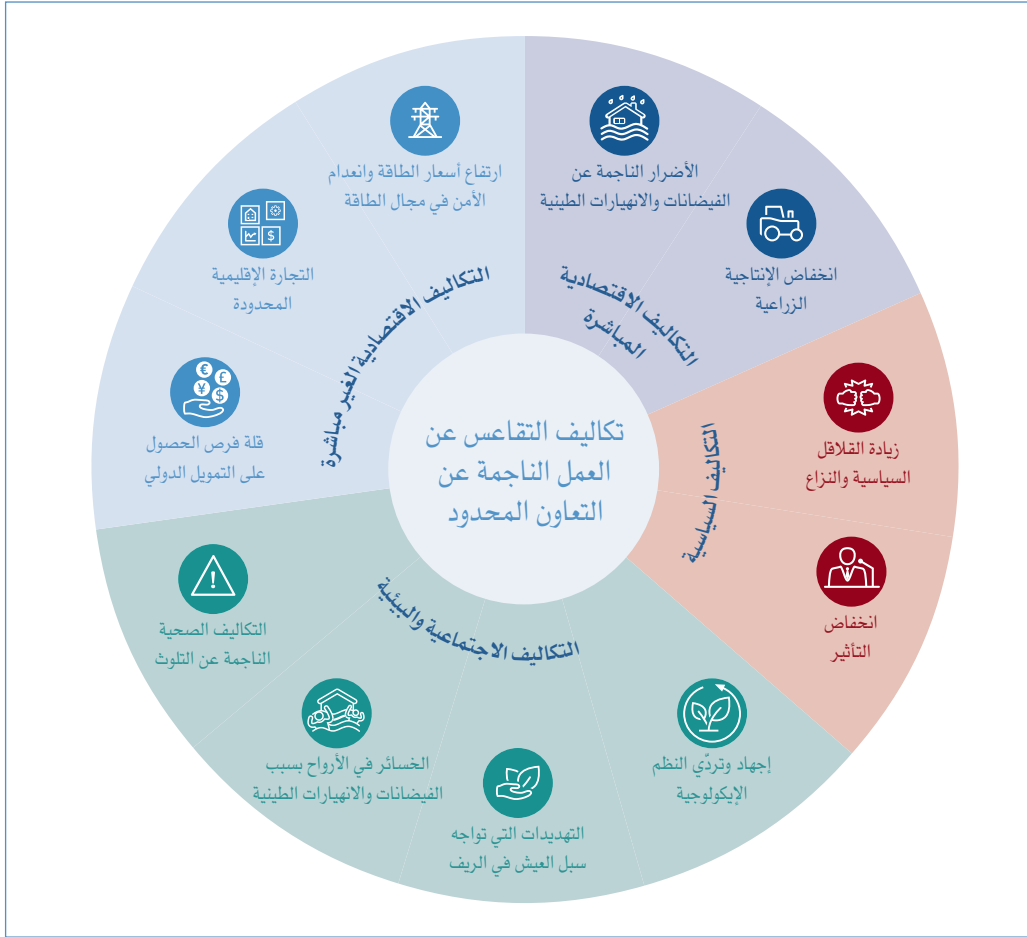 تكاليف التقاعس عن
العمل الناجمة عن
التعاون المحدود
التكاليف الاقتصادية
المباشرة
الأضرار الناجمة عن
الفيضانات والانهيارات الطينية
انخفاض الإنتاجية
الزراعية
التكاليف السياسية
زيادة القلاقل
السياسية والنزاع
انخفاض
التأثير
التكاليف الاجتماعية والبيئية
إجهاد وتردّي النظم
الإيكولوجية
التهديدات التي تواجه
سبل العيش في الريف
الخسائر في الأرواح بسبب
الفيضانات والانهيارات الطينية
التكاليف الصحية
الناجمة عن التلوث
التكاليف الاقتصادية الغير مباشرة
قلة فرص الحصول
على التمويل الدولي
€
£
¥
$
التجارة الإقليمية
المحدودة
$
ارتفاع أسعار الطاقة وانعدام
الأمن في مجال الطاقة
!